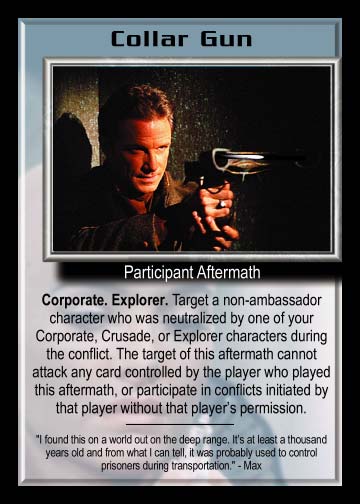 Collar Gun
Participant Aftermath
Corporate. Explorer. Target a non-ambassador
character who was neutralized by one of your
Corporate, Crusade, or Explorer characters during
the conflict. The target of this aftermath cannot
attack any card controlled by the player who played
this aftermath, or participate in conflicts initiated by
that player without that player's permission.
"I found this on a world out on the deep range. It's at least a thousand
years old and from what I can tell, it was probably used to control
prisoners during transportation." - Max